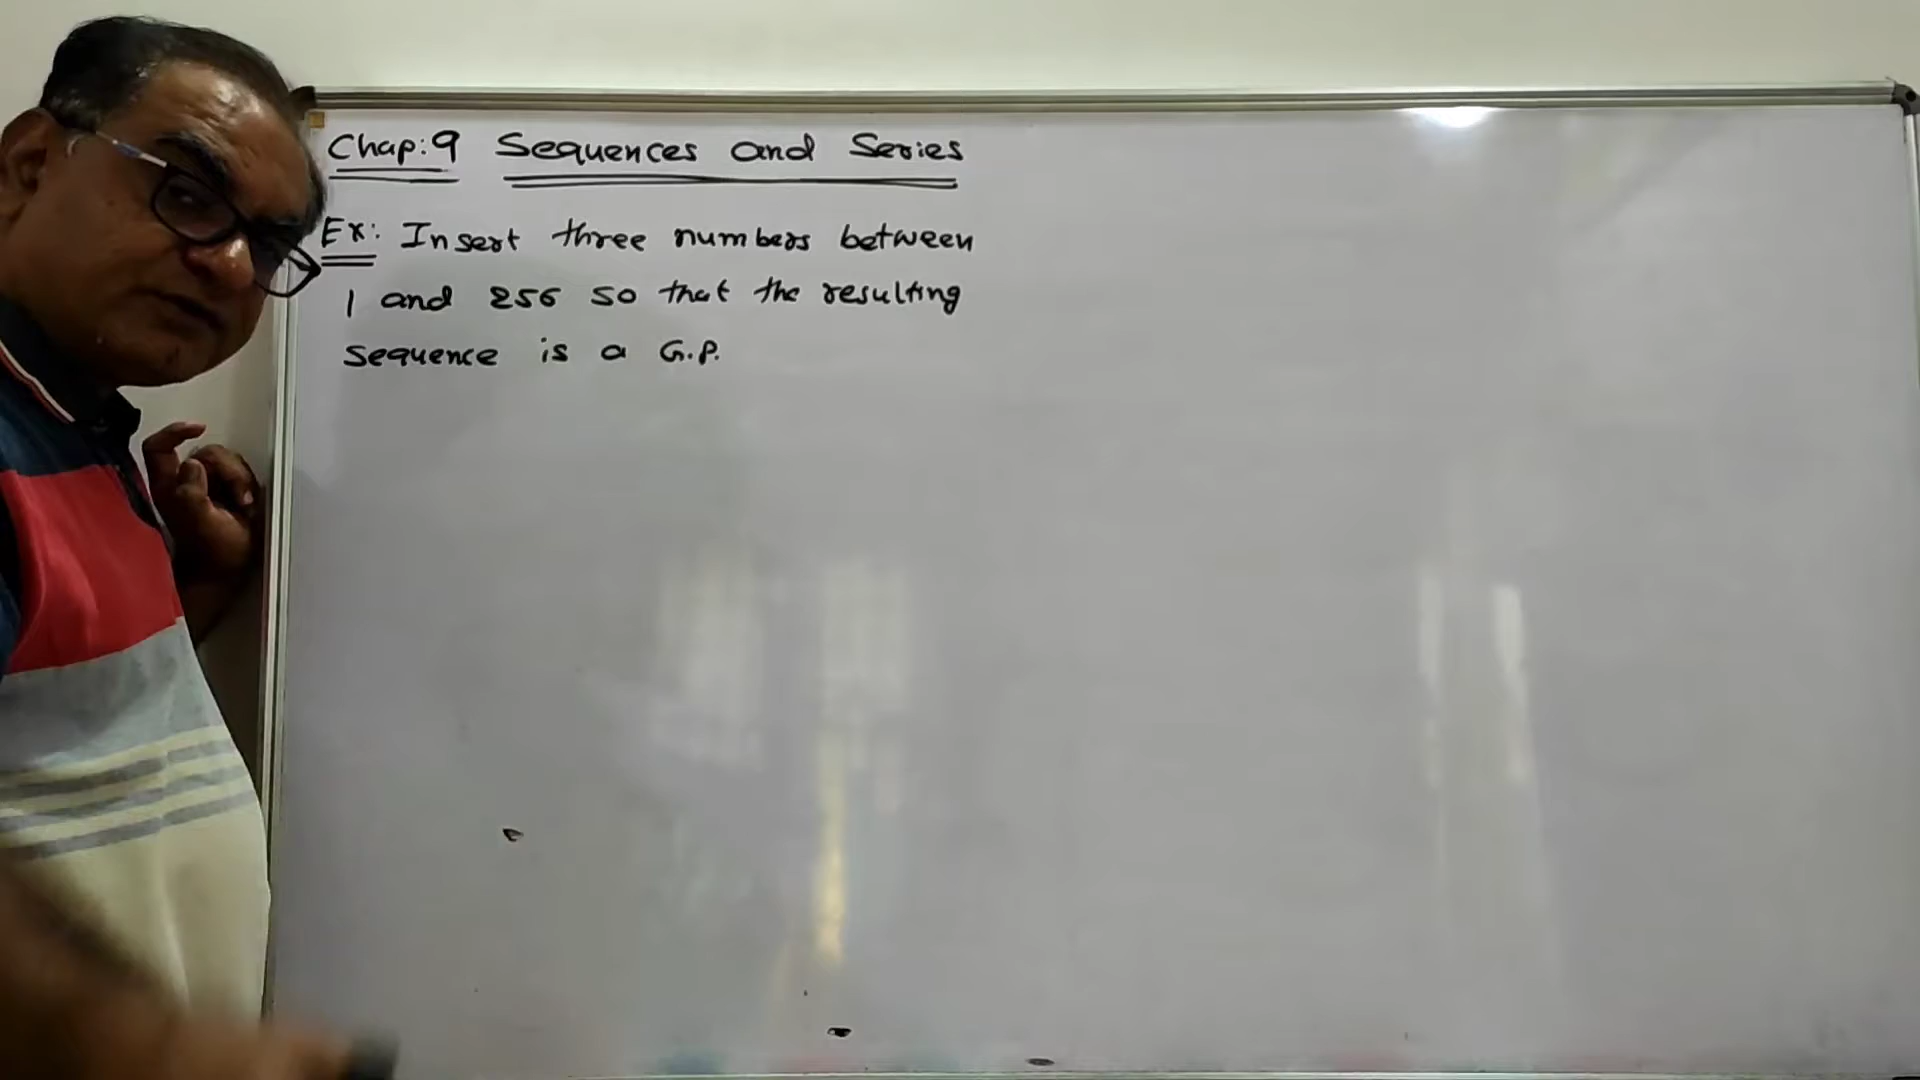 Chap:9 Sequences and Series
Ex: Insert three numbers between
1 and 256 so that the resulting
sequence is a G.P.